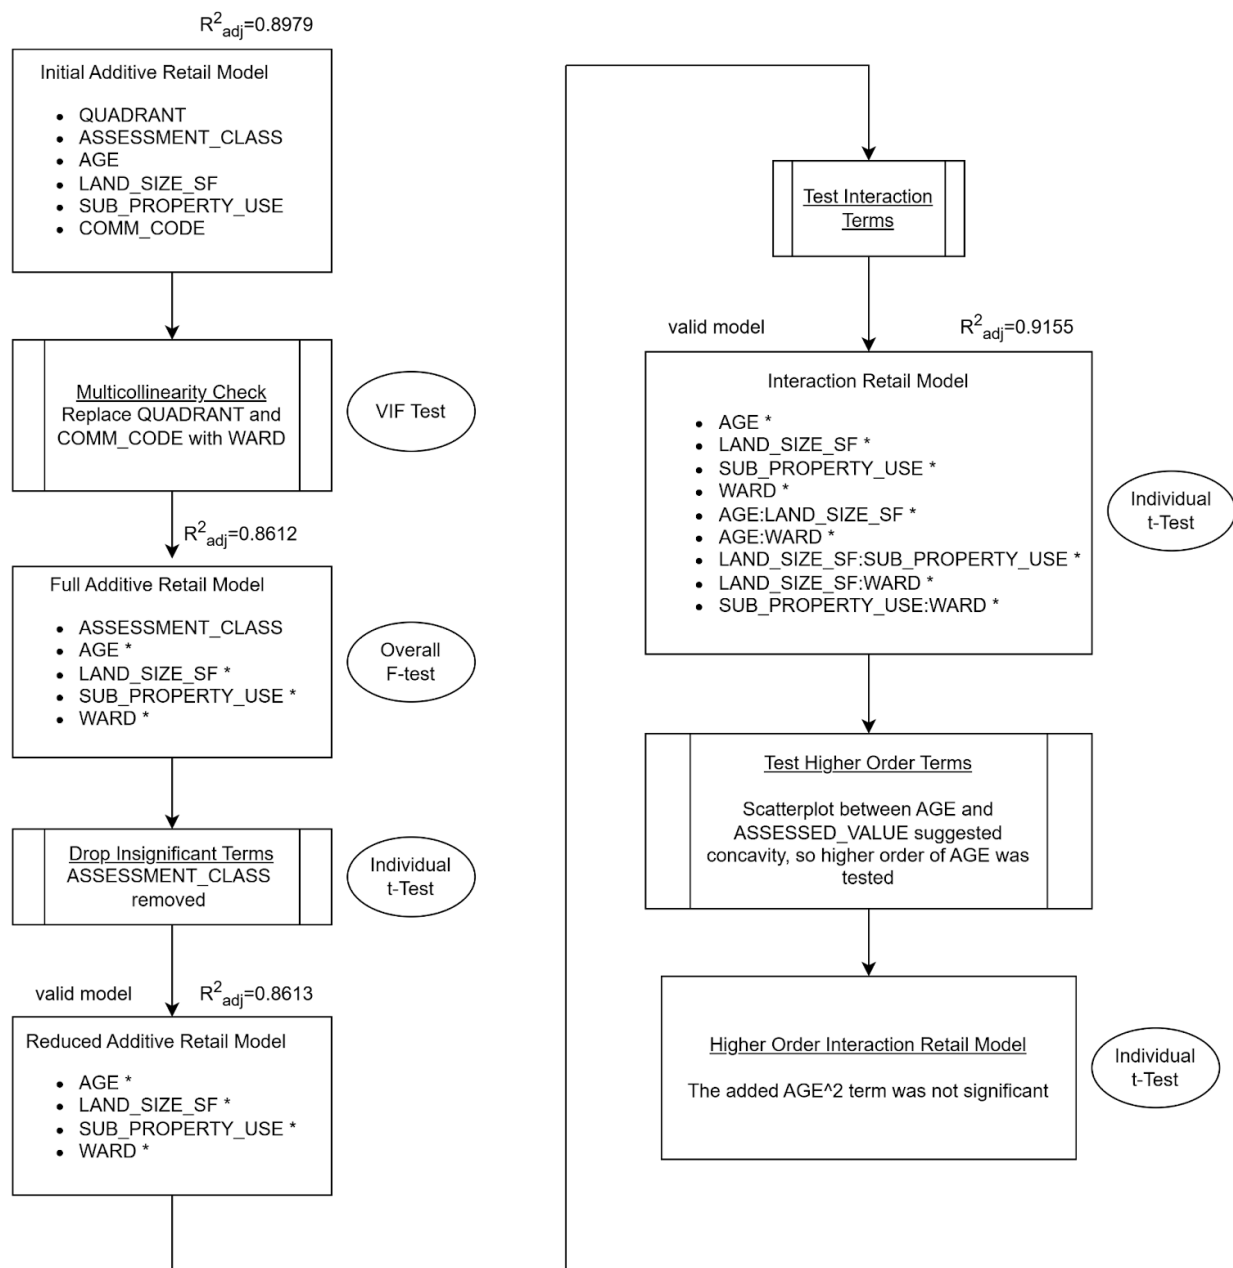 R²adj=0.8979
Initial Additive Retail Model
• QUADRANT
• ASSESSMENT_CLASS
• AGE
• LAND_SIZE_SF
• SUB_PROPERTY_USE
• COMM_CODE
Multicollinearity Check
Replace QUADRANT and
COMM_CODE with WARD
VIF Test
R²adj=0.8612
Full Additive Retail Model
• ASSESSMENT_CLASS
• AGE *
• LAND_SIZE_SF *
• SUB_PROPERTY_USE *
• WARD *
Overall
F-test
Drop Insignificant Terms
ASSESSMENT_CLASS
removed
Individual
t-Test
valid model
R²adj=0.8613
Reduced Additive Retail Model
• AGE *
• LAND_SIZE_SF *
• SUB_PROPERTY_USE *
• WARD *
Test Interaction
Terms
valid model
R²adj=0.9155
Interaction Retail Model
• AGE *
• LAND_SIZE_SF *
• SUB_PROPERTY_USE *
• WARD *
• AGE:LAND_SIZE_SF *
• AGE:WARD *
• LAND_SIZE_SF:SUB_PROPERTY_USE *
• LAND_SIZE_SF:WARD *
• SUB_PROPERTY_USE:WARD *
Individual
t-Test
Test Higher Order Terms
Scatterplot between AGE and
ASSESSED_VALUE suggested
concavity, so higher order of AGE was
tested
Higher Order Interaction Retail Model
The added AGE^2 term was not significant
Individual
t-Test